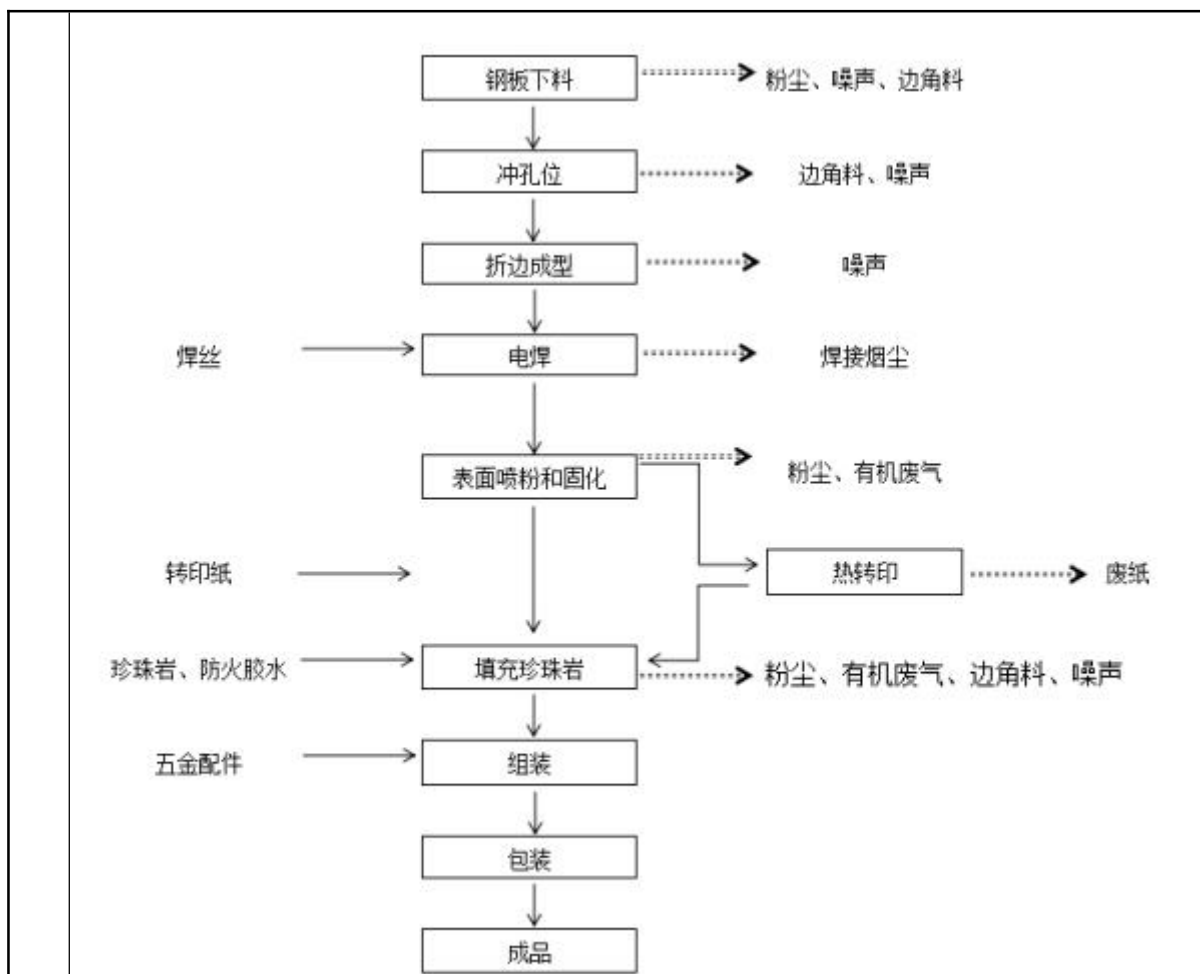 钢板下料
粉尘、噪声、边角料
冲孔位
边角料、噪声
折边成型
噪声
焊丝
电焊
焊接烟尘
表面喷粉和固化
粉尘、有机废气
转印纸
热转印
废纸
珍珠岩、防火胶水
填充珍珠岩
粉尘、有机废气、边角料、噪声
五金配件
组装
包装
成品